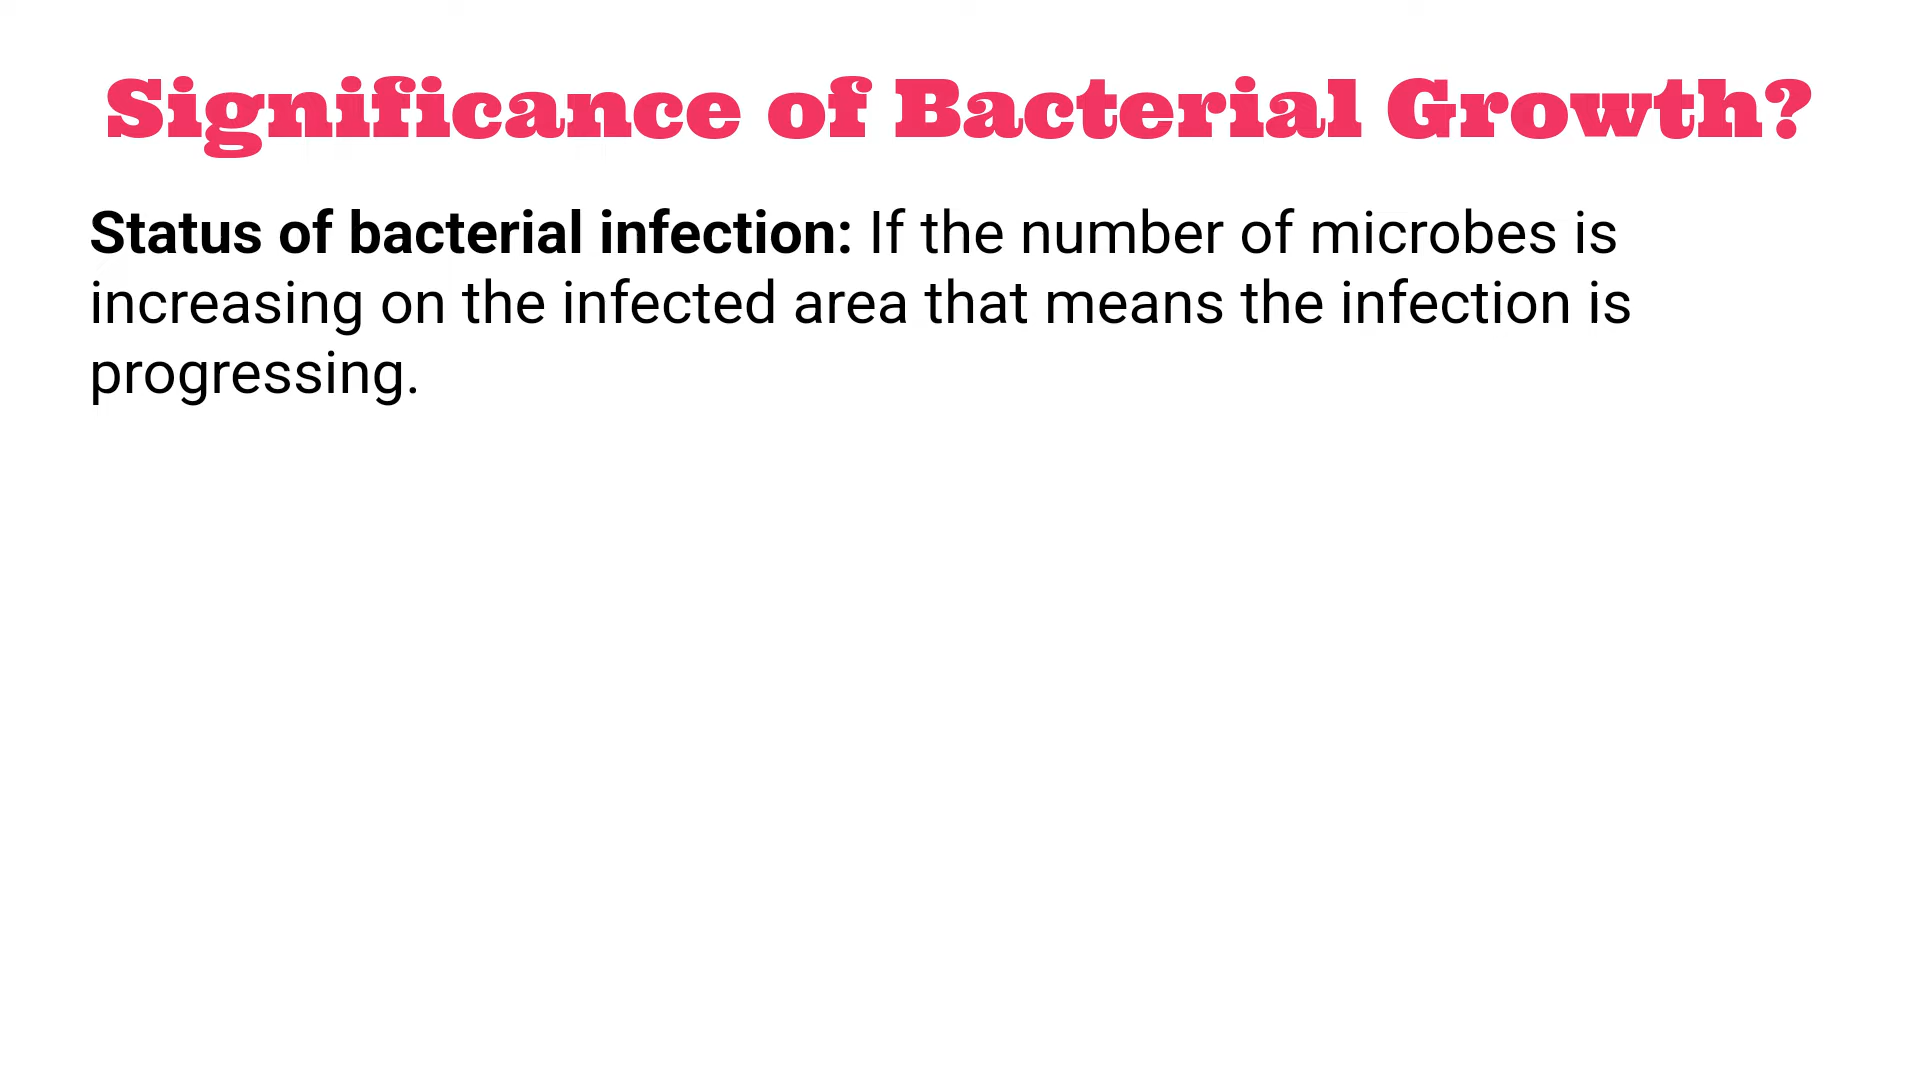 Significance of Bacterial Growth?
Status of bacterial infection: If the number of microbes is
increasing on the infected area that means the infection is
progressing.